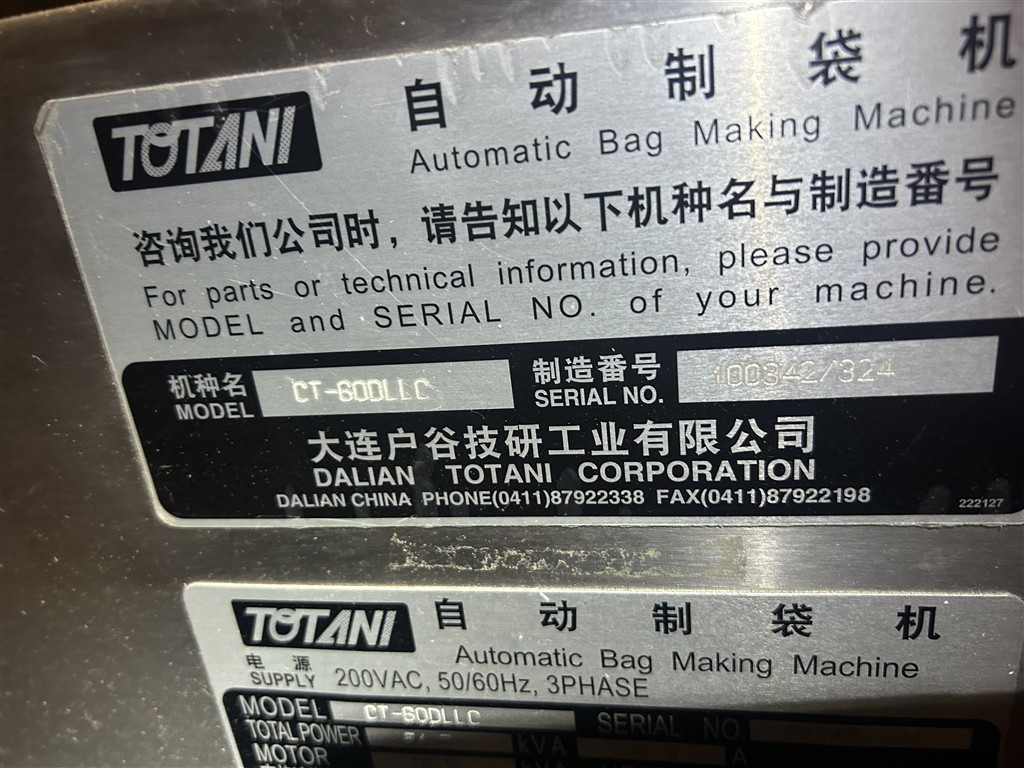 TOTANI
自动制袋机
Automatic Bag Making Machine
咨询我们公司时，请告知以下机种名与制造番号
For parts or technical information, please provide
MODEL and SERIAL NO. of your machine.
机种名 CT-60DLLC 制造番号 100342/324
MODEL SERIAL NO.
大连户谷技研工业有限公司
DALIAN TOTANI CORPORATION
DALIAN CHINA PHONE(0411)87922338 FAX(0411)87922198
222127
TOTANI 自动制袋机
Automatic Bag Making Machine
电源
SUPPLY 200VAC, 50/60Hz, 3PHASE
MODEL CT-60DLLC SERIAL NO.
TOTAL POWER kVA A
MOTOR